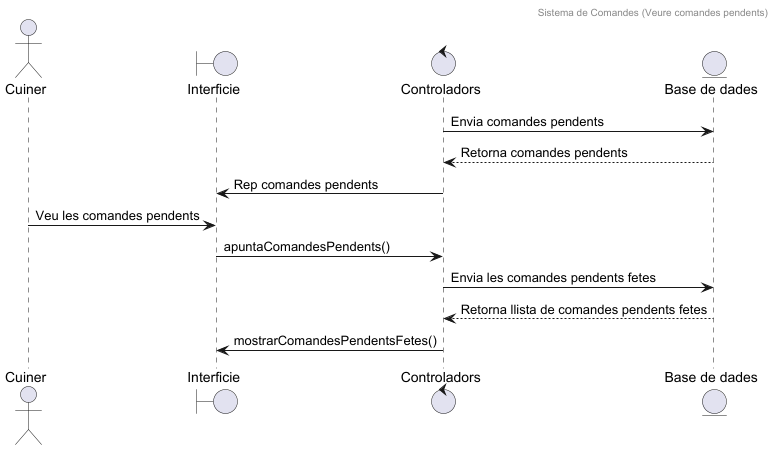 Sistema de Comandes (Veure comandes pendents)
Cuiner
Interficie
Controladors
Base de dades
Envia comandes pendents
Retorna comandes pendents
Rep comandes pendents
Veu les comandes pendents
apuntaComandesPendents()
Envia les comandes pendents fetes
Retorna llista de comandes pendents fetes
mostrarComandesPendentsFetes()
Cuiner
Interficie
Controladors
Base de dades